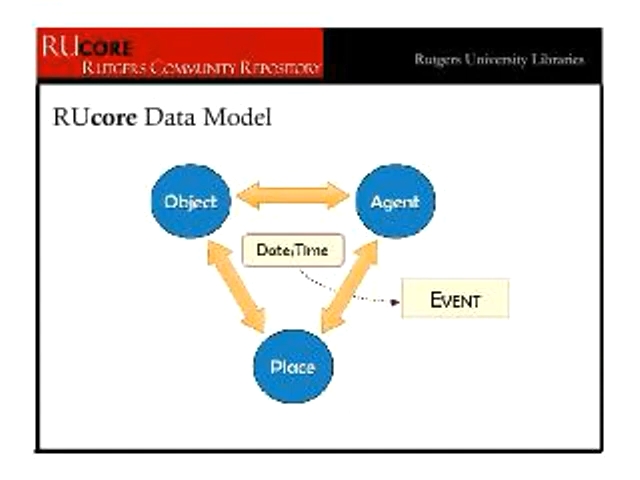 RUCORE
RUTGERS COMMUNITY REPOSITORY
Rutgers University Libraries
RUcore Data Model
Object
Agent
Date/Time
EVENT
Place